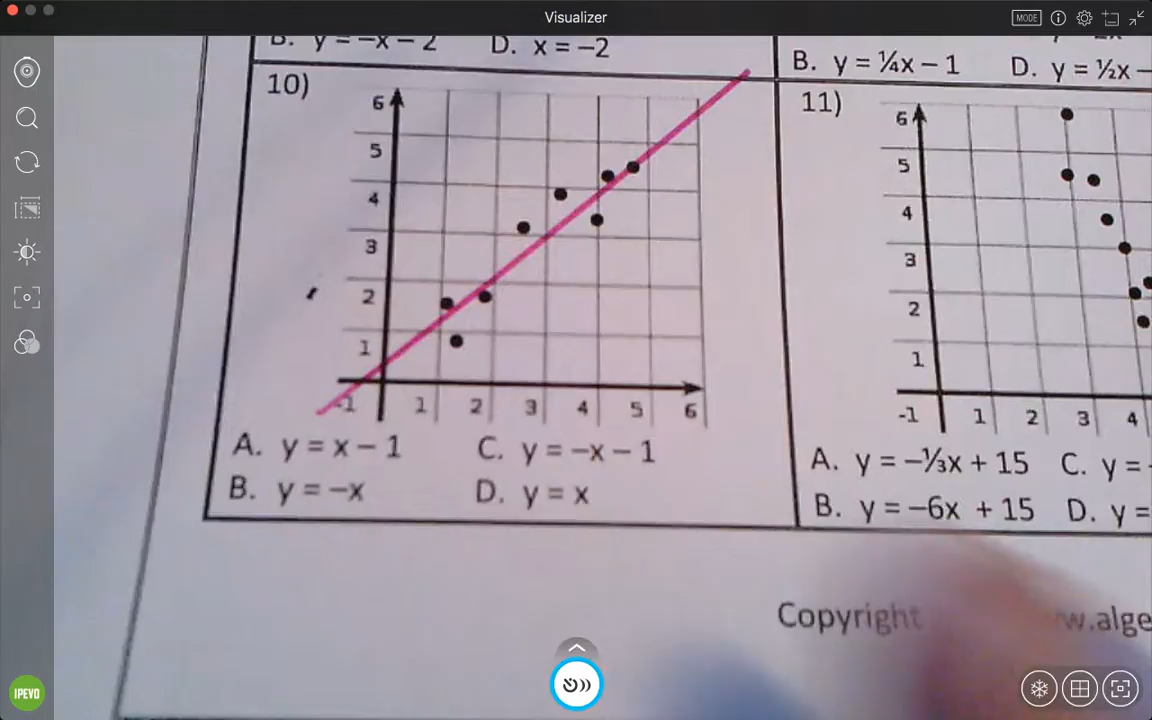 Visualizer
MODE
B. y = −x − 2 D. x = −2
B. y = ¼x − 1 D. y = ½x −
10)
6
5
4
3
2
1
-1 1 2 3 4 5 6
A. y = x − 1 C. y = −x − 1
B. y = −x D. y = x
11)
6
5
4
3
2
1
-1 1 2 3 4
A. y = −⅓x + 15 C. y = -
B. y = −6x + 15 D. y =
Copyright w.alge
IPEVO